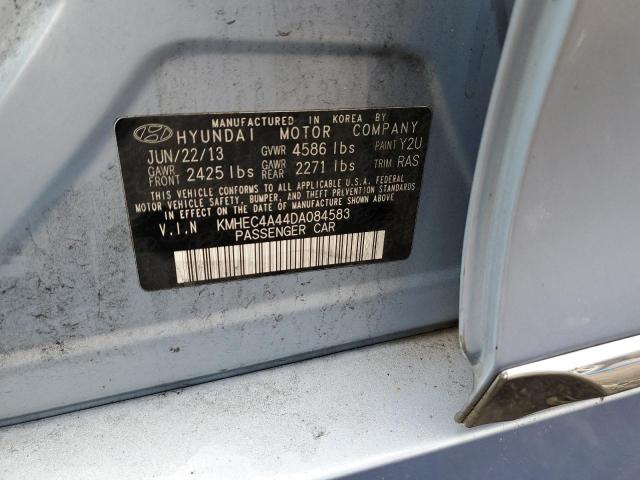 MANUFACTURED IN KOREA BY
HYUNDAI MOTOR COMPANY
JUN/22/13 GVWR 4586 lbs PAINT Y2U
GAWR FRONT 2425 lbs GAWR REAR 2271 lbs TRIM RAS
THIS VEHICLE CONFORMS TO ALL APPLICABLE U.S.A. FEDERAL
MOTOR VEHICLE SAFETY, BUMPER, AND THEFT PREVENTION STANDARDS
IN EFFECT ON THE DATE OF MANUFACTURE SHOWN ABOVE
V.I.N KMHEC4A44DA084583
PASSENGER CAR